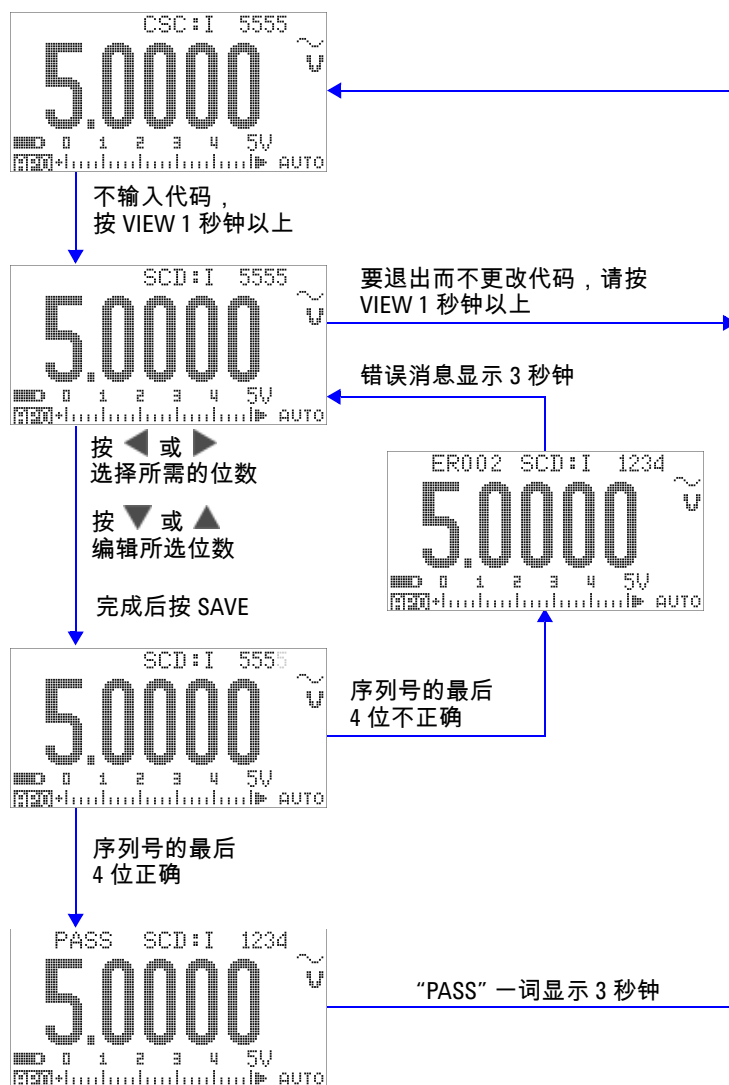 CSC:I 5555
5.0000
V
0 1 2 3 4 5V
APO AUTO
不输入代码，
按 VIEW 1 秒钟以上
SCD:I 5555
5.0000
V
0 1 2 3 4 5V
APO AUTO
要退出而不更改代码，请按
VIEW 1 秒钟以上
错误消息显示 3 秒钟
按 ◀ 或 ▶
选择所需的位数
按 ▼ 或 ▲
编辑所选位数
完成后按 SAVE
ER002 SCD:I 1234
5.0000
V
0 1 2 3 4 5V
APO AUTO
SCD:I 5555
5.0000
V
0 1 2 3 4 5V
APO AUTO
序列号的最后
4 位不正确
序列号的最后
4 位正确
PASS SCD:I 1234
5.0000
V
0 1 2 3 4 5V
APO AUTO
“PASS” 一词显示 3 秒钟